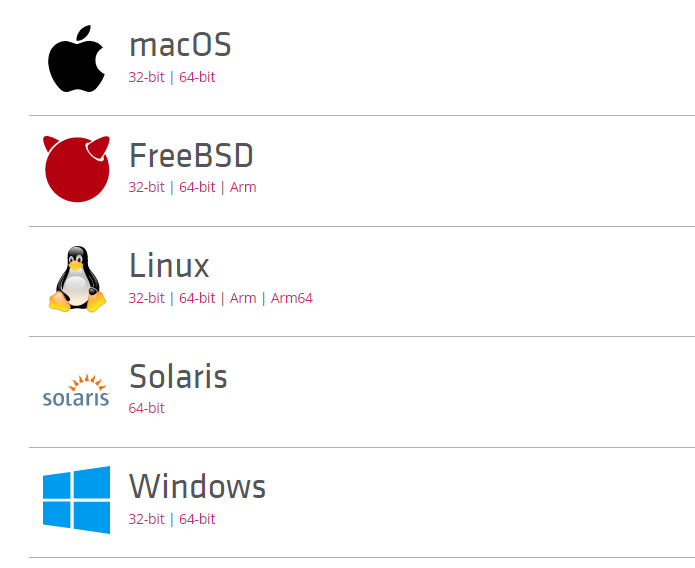 macOS
32-bit | 64-bit
FreeBSD
32-bit | 64-bit | Arm
Linux
32-bit | 64-bit | Arm | Arm64
Solaris
solaris
64-bit
Windows
32-bit | 64-bit